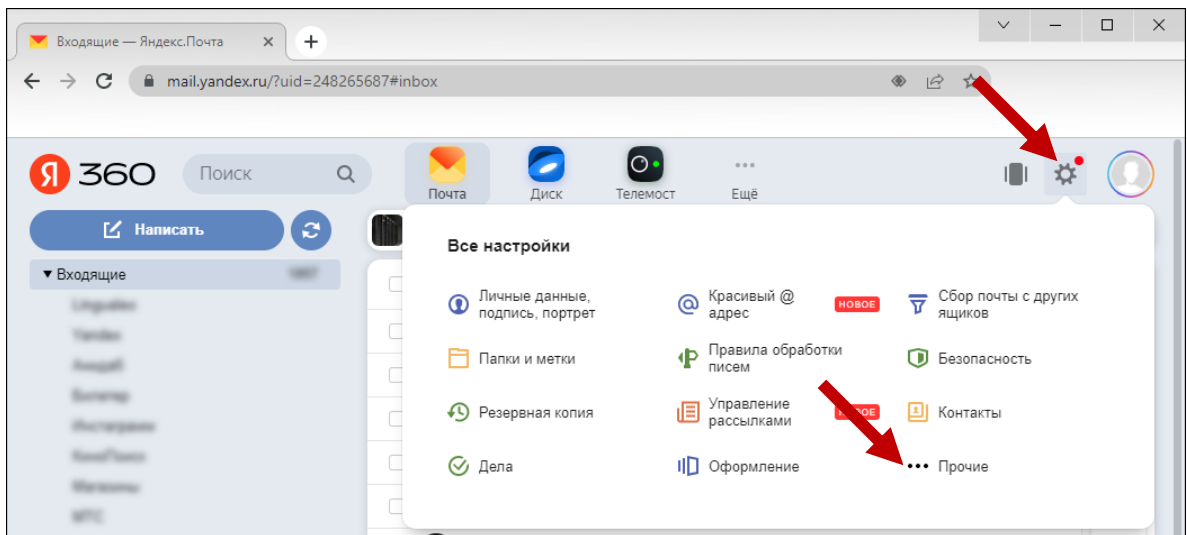 Входящие — Яндекс.Почта
mail.yandex.ru/?uid=248265687#inbox
Я 360
Поиск
Почта
Диск
Телемост
Ещё
Написать
Входящие
Все настройки
Личные данные,
подпись, портрет
Красивый @
адрес
НОВОЕ
Сбор почты с других
ящиков
Папки и метки
Правила обработки
писем
Безопасность
Резервная копия
Управление
рассылками
НОВОЕ
Контакты
Дела
Оформление
Прочие